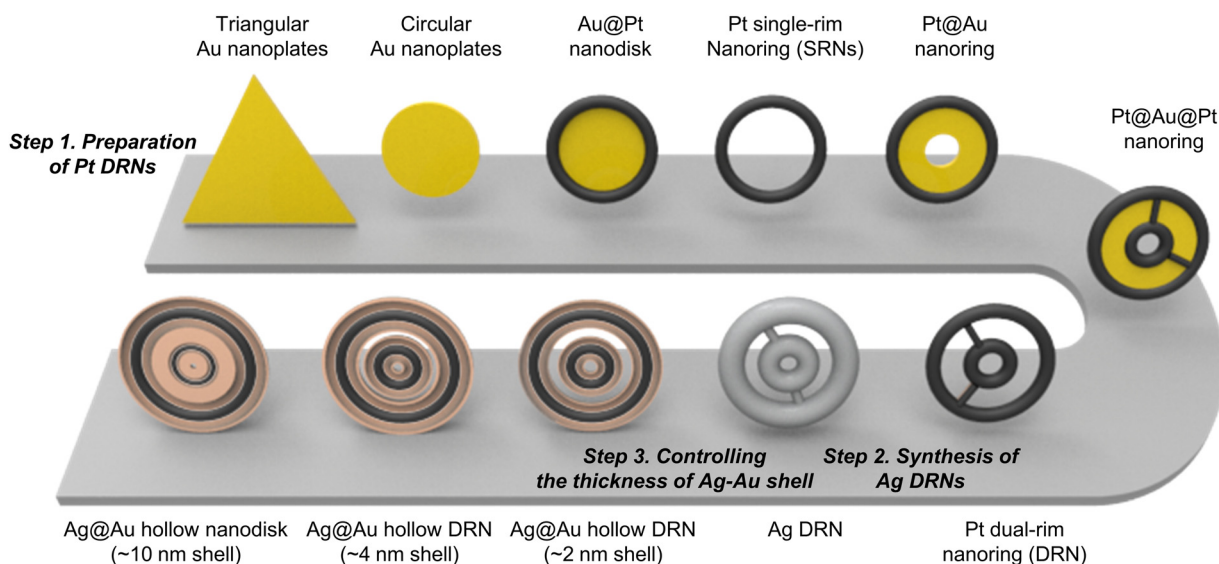 Triangular
Au nanoplates
Circular
Au nanoplates
Au@Pt
nanodisk
Pt single-rim
Nanoring (SRNs)
Pt@Au
nanoring
Pt@Au@Pt
nanoring
Step 1. Preparation
of Pt DRNs
Step 3. Controlling
the thickness of Ag-Au shell
Step 2. Synthesis of
Ag DRNs
Ag@Au hollow nanodisk
(~10 nm shell)
Ag@Au hollow DRN
(~4 nm shell)
Ag@Au hollow DRN
(~2 nm shell)
Ag DRN
Pt dual-rim
nanoring (DRN)